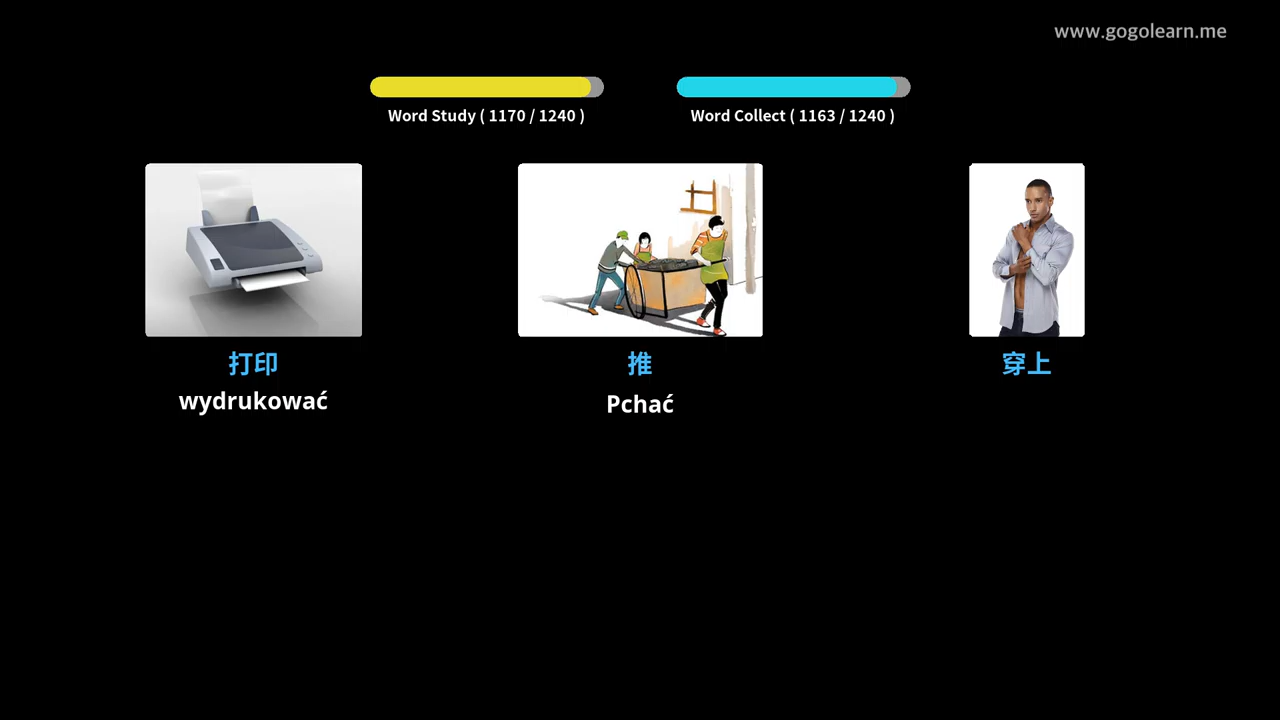 www.gogolearn.me
Word Study ( 1170 / 1240 )
Word Collect ( 1163 / 1240 )
打印
wydrukować
推
Pchać
穿上